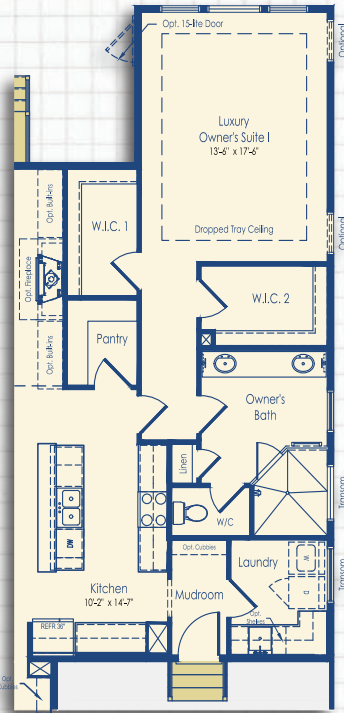 Opt. 15-lite Door
Optional
Luxury
Owner's Suite I
13'-6" x 17'-6"
Dropped Tray Ceiling
Optional
Opt. Built-Ins
W.I.C. 1
Opt. Fireplace
W.I.C. 2
Opt. Built-Ins
Pantry
Owner's
Bath
Linen
Transom
W/C
Opt. Cubbies
Laundry
W
D
Transom
DW
Kitchen
10'-2" x 14'-7"
Mudroom
Opt.
Shelves
REFR 36"
Opt.
Cubbies